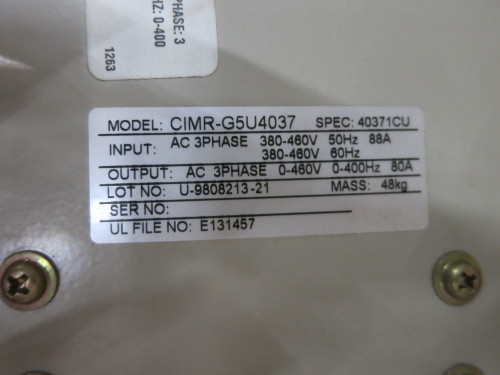 PHASE: 3
HZ: 0-400
1263
MODEL: CIMR-G5U4037 SPEC: 40371CU
INPUT: AC 3PHASE 380-460V 50Hz 88A
380-460V 60Hz
OUTPUT: AC 3PHASE 0-460V 0-400Hz 80A
LOT NO: U-9808213-21 MASS: 48kg
SER NO:
UL FILE NO: E131457